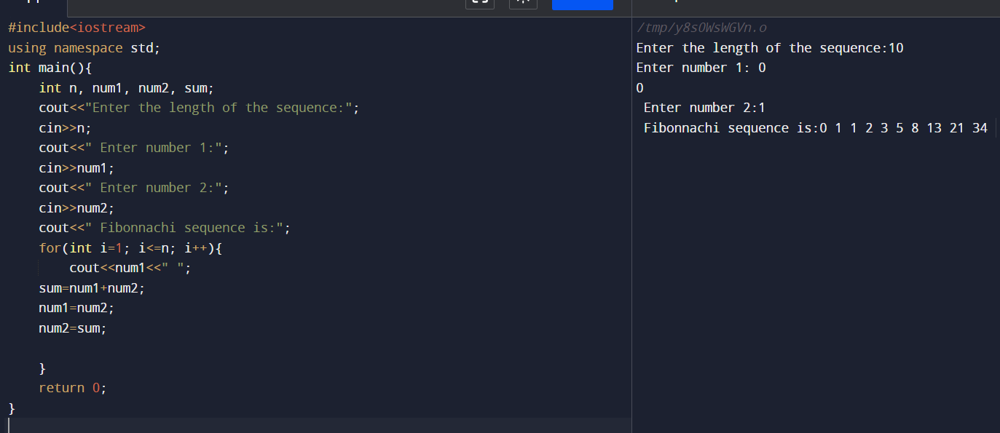 #include<iostream>
using namespace std;
int main(){
    int n, num1, num2, sum;
    cout<<"Enter the length of the sequence:";
    cin>>n;
    cout<<" Enter number 1:";
    cin>>num1;
    cout<<" Enter number 2:";
    cin>>num2;
    cout<<" Fibonnachi sequence is:";
    for(int i=1; i<=n; i++){
        cout<<num1<<" ";
    sum=num1+num2;
    num1=num2;
    num2=sum;
    }
    return 0;
}
/tmp/y8sOWsWGVn.o
Enter the length of the sequence:10
Enter number 1: 0
0
 Enter number 2:1
 Fibonnachi sequence is:0 1 1 2 3 5 8 13 21 34